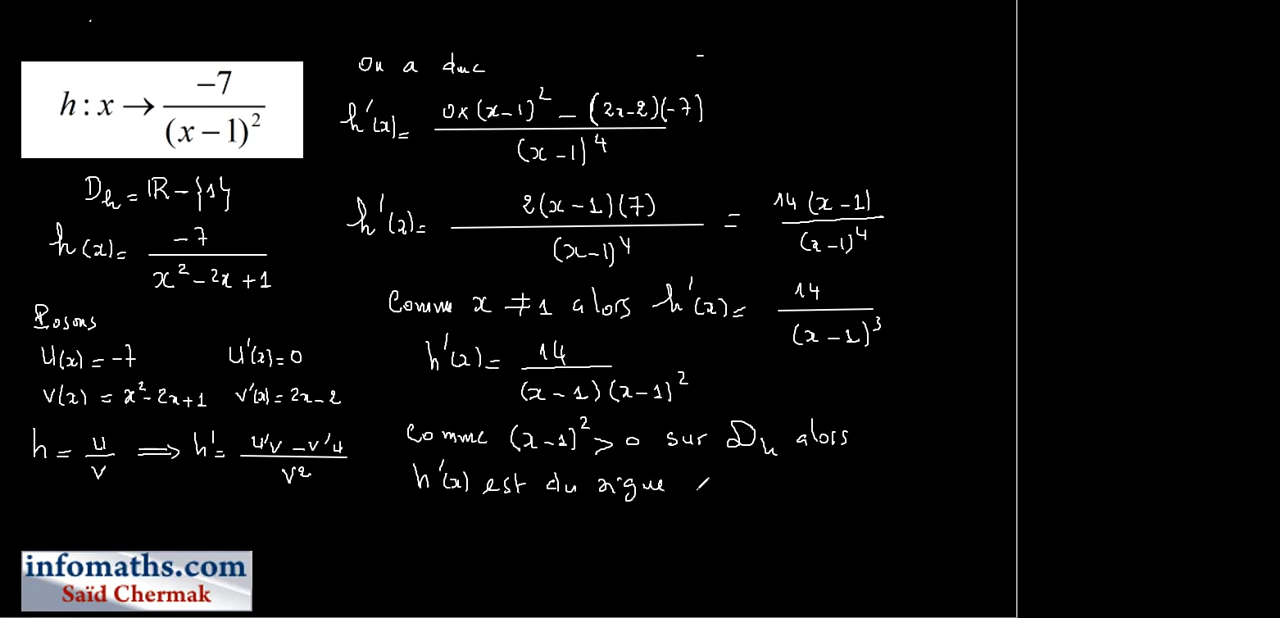 h : x → -7 / (x – 1)²
D_h = ℝ – {1}
h(x) = -7 / (x² – 2x + 1)
Posons
U(x) = -7 U'(x) = 0
V(x) = x² - 2x + 1 V'(x) = 2x - 2
h = U/V ⟹ h' = (U'V – V'U) / V²
On a donc
h'(x) = (0×(x-1)² – (2x-2)(-7)) / (x-1)⁴
h'(x) = 2(x-1)(7) / (x-1)⁴ = 14(x-1) / (x-1)⁴
Comme x ≠ 1 alors h'(x) = 14 / (x-1)³
h'(x) = 14 / (x-1)(x-1)²
Comme (x-1)² > 0 sur D_h alors
h'(x) est du signe
infomaths.com
Saïd Chermak